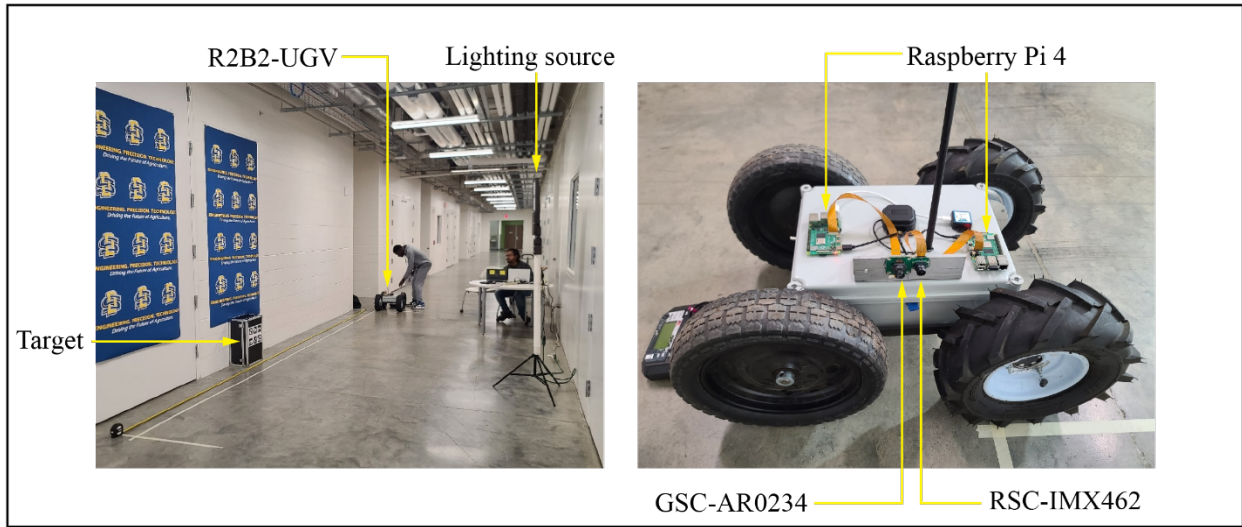 R2B2-UGV
Lighting source
Raspberry Pi 4
ENGINEERING. PRECISION. TECHNOLOGY.
Driving the Future of Agriculture.
Target
GSC-AR0234
RSC-IMX462